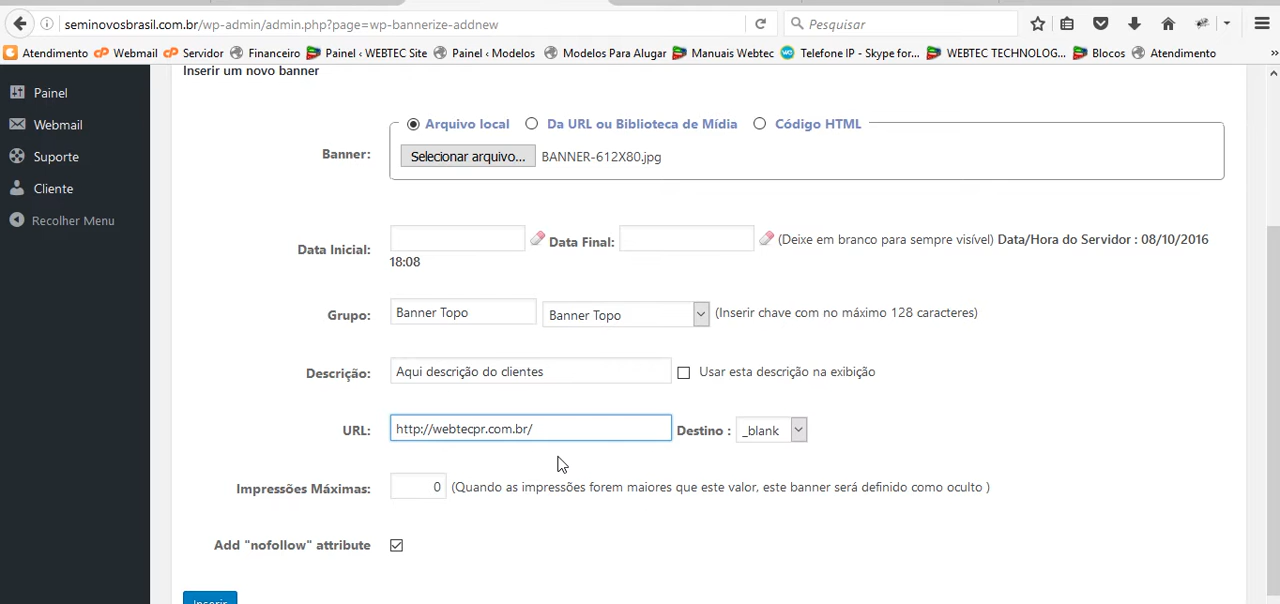 seminovosbrasil.com.br/wp-admin/admin.php?page=wp-bannerize-addnew
Pesquisar
Atendimento Webmail Servidor Financeiro Painel ‹ WEBTEC Site Painel ‹ Modelos Modelos Para Alugar Manuais Webtec Telefone IP - Skype for... WEBTEC TECHNOLOG... Blocos Atendimento »
Painel
Webmail
Suporte
Cliente
Recolher Menu
Inserir um novo banner
Arquivo local Da URL ou Biblioteca de Mídia Código HTML
Banner: Selecionar arquivo... BANNER-612X80.jpg
Data Inicial: Data Final: (Deixe em branco para sempre visível) Data/Hora do Servidor : 08/10/2016
18:08
Grupo: Banner Topo Banner Topo (Inserir chave com no máximo 128 caracteres)
Descrição: Aqui descrição do clientes Usar esta descrição na exibição
URL: http://webtecpr.com.br/ Destino : _blank
Impressões Máximas: 0 (Quando as impressões forem maiores que este valor, este banner será definido como oculto )
Add "nofollow" attribute
Inserir